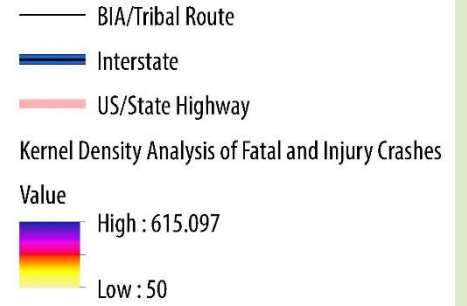 BIA/Tribal Route
Interstate
US/State Highway
Kernel Density Analysis of Fatal and Injury Crashes
Value
High : 615.097
Low : 50